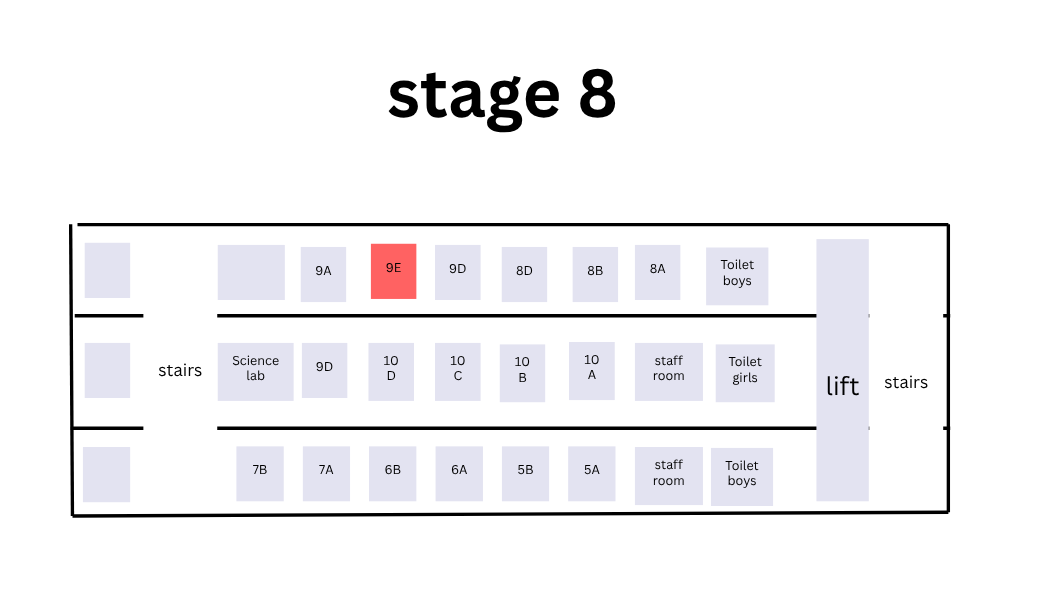 stage 8
9A
9E
9D
8D
8B
8A
Toilet
boys
Science
lab
9D
10
D
10
C
10
B
10
A
staff
room
Toilet
girls
stairs
lift
stairs
7B
7A
6B
6A
5B
5A
staff
room
Toilet
boys